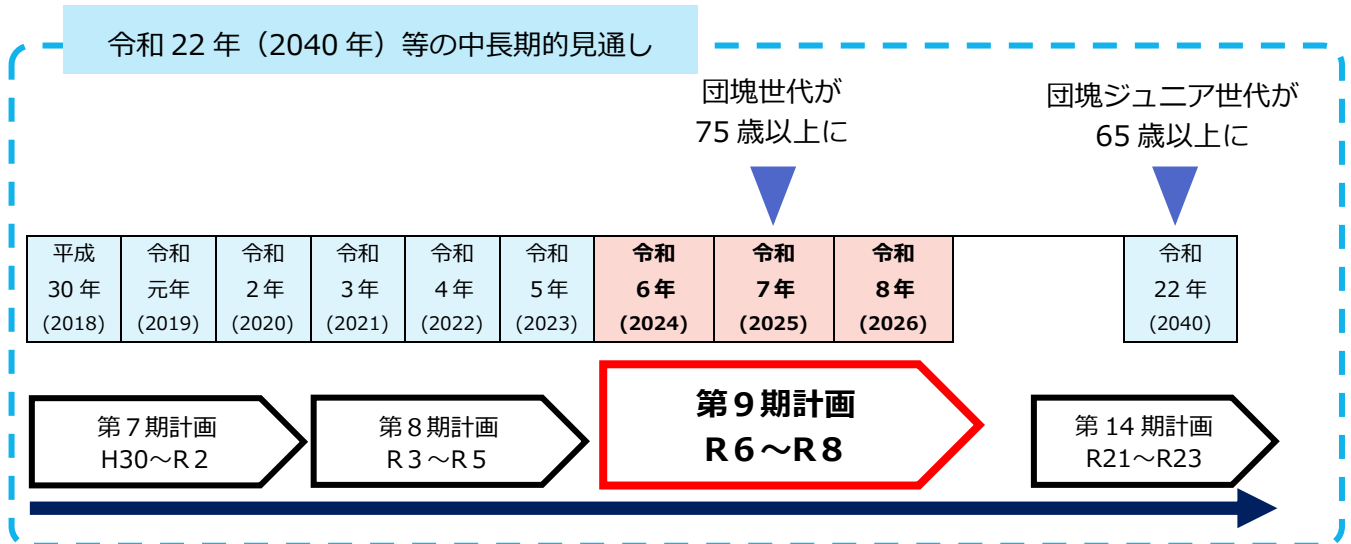 令和 22 年（2040 年）等の中長期的見通し
団塊世代が
75 歳以上に
団塊ジュニア世代が
65 歳以上に
平成
30 年
(2018)
令和
元年
(2019)
令和
２年
(2020)
令和
３年
(2021)
令和
４年
(2022)
令和
５年
(2023)
令和
６年
(2024)
令和
７年
(2025)
令和
８年
(2026)
令和
22 年
(2040)
第７期計画
H30～R２
第８期計画
R３～R５
第９期計画
R６～R８
第 14 期計画
R21～R23